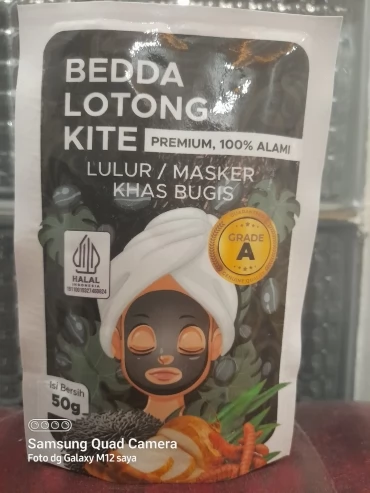 BEDDA
LOTONG
KITE
PREMIUM, 100% ALAMI
LULUR / MASKER
KHAS BUGIS
GRADE
A
HALAL
INDONESIA
Isi Bersih
50g
Samsung Quad Camera
Foto dg Galaxy M12 saya